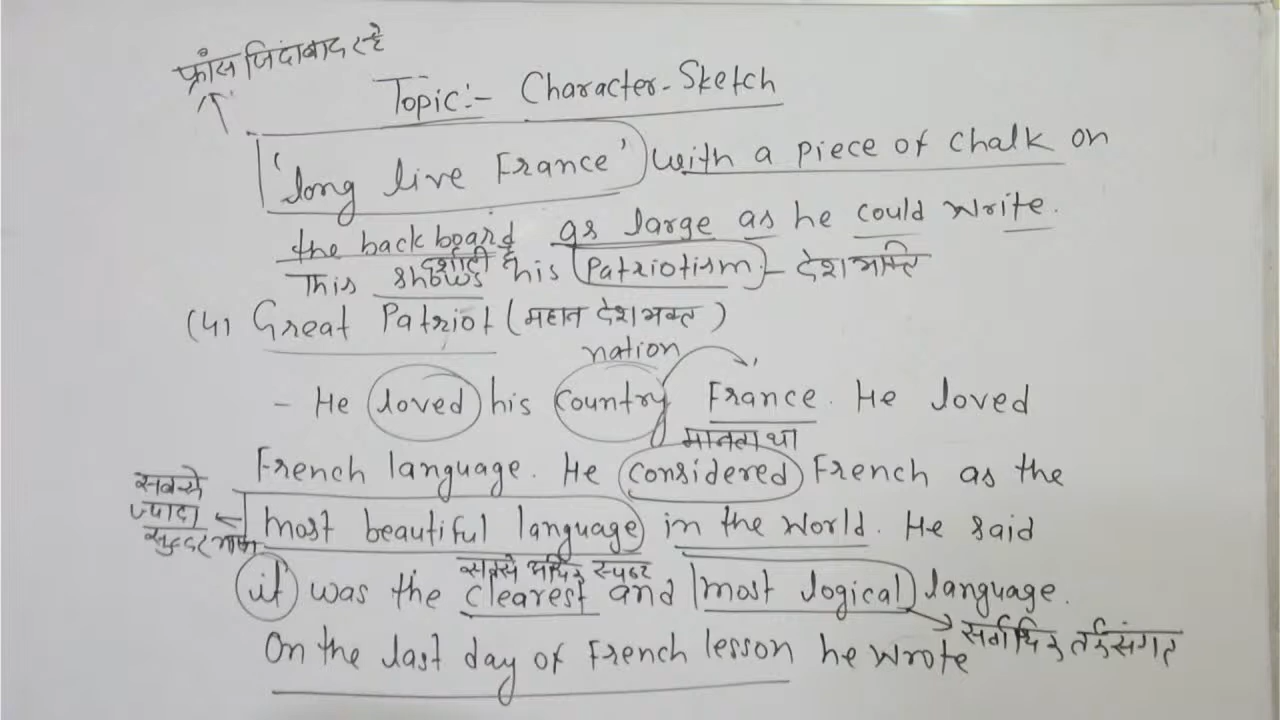 फ्राँस जिंदाबाद रहे
Topic:- Character-Sketch
'long live France' with a piece of chalk on
the backboard as large as he could write.
दर्शाती है
This shows his Patriotism - देशभक्ति
(4) Great Patriot (महान देशभक्त)
nation
- He loved his country France. He loved
मानता था
French language. He considered French as the
सबसे
ज्यादा
सुन्दर भाषा
most beautiful language in the world. He said
सबसे अधिक स्पष्ट
it was the clearest and most logical language.
सर्वाधिक तर्कसंगत
On the last day of French lesson he wrote